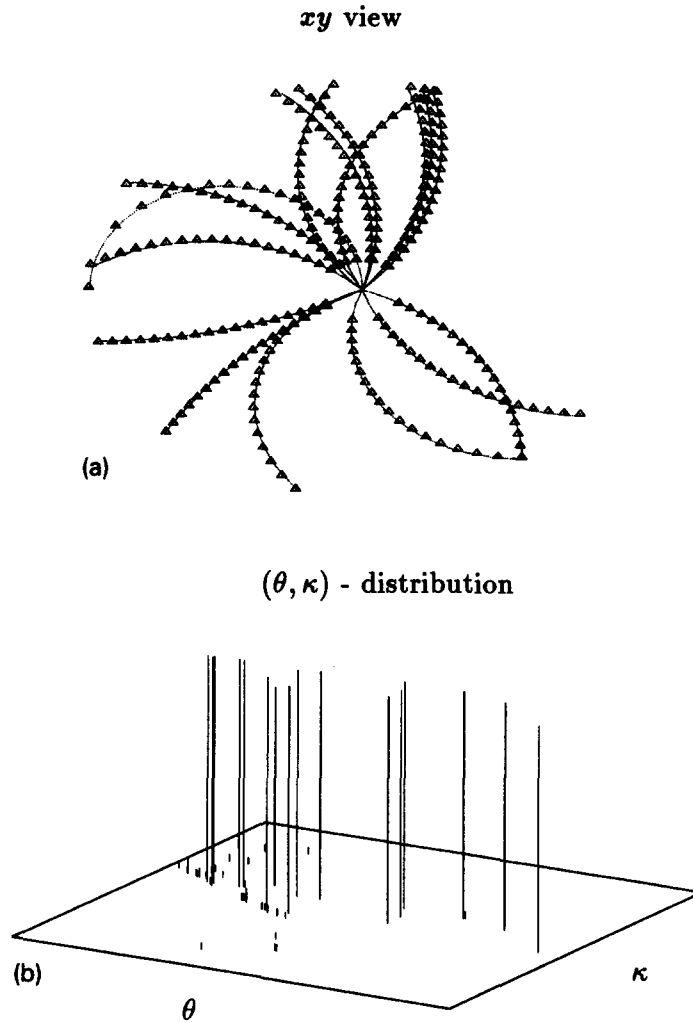 xy view
(a)
(θ, κ) - distribution
(b)
θ
κ